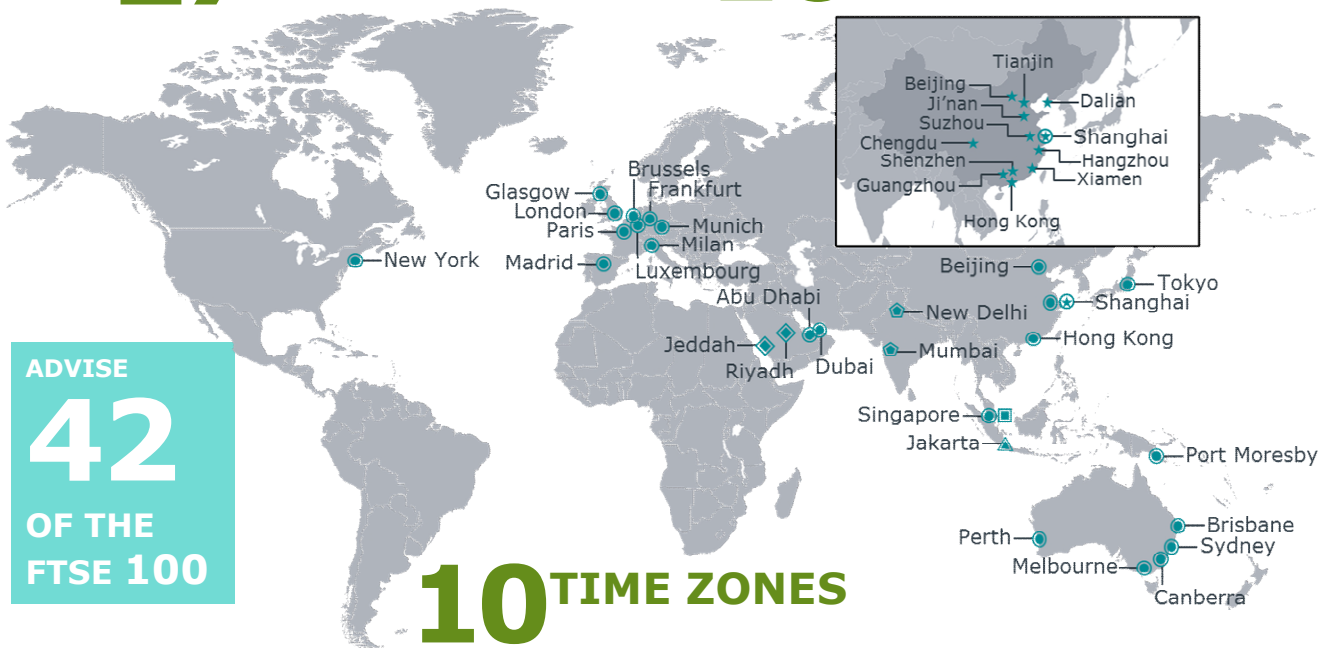 Tianjin
Beijing
Ji'nan
Dalian
Suzhou
Shanghai
Chengdu
Shenzhen
Hangzhou
Guangzhou
Xiamen
Hong Kong
Brussels
Glasgow
Frankfurt
London
Paris
Munich
Milan
New York
Madrid
Luxembourg
Beijing
Tokyo
Abu Dhabi
Shanghai
New Delhi
Jeddah
Hong Kong
Mumbai
Riyadh
Dubai
Singapore
Jakarta
Port Moresby
Brisbane
Perth
Sydney
Melbourne
Canberra
ADVISE
42
OF THE
FTSE 100
10 TIME ZONES